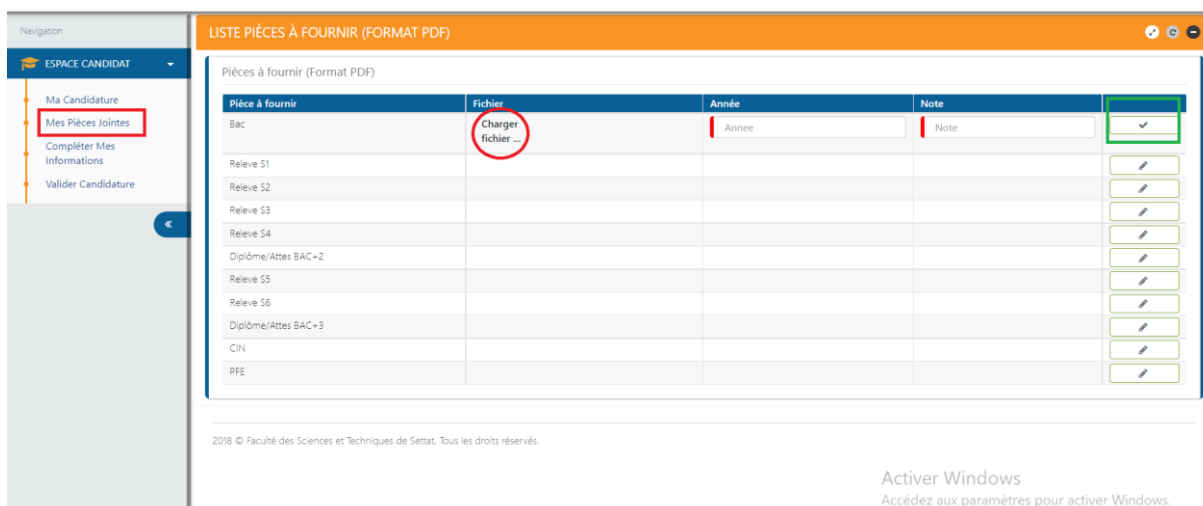 Navigation
LISTE PIÈCES À FOURNIR (FORMAT PDF)
ESPACE CANDIDAT
Ma Candidature
Mes Pièces Jointes
Compléter Mes
Informations
Valider Candidature
Pièces à fournir (Format PDF)
Pièce à fournir Fichier Année Note
Bac Charger Annee Note
fichier ...
Releve S1
Releve S2
Releve S3
Releve S4
Diplôme/Attes BAC+2
Releve S5
Releve S6
Diplôme/Attes BAC+3
CIN
PFE
2018 © Faculté des Sciences et Techniques de Settat, Tous les droits réservés.
Activer Windows
Accédez aux paramètres pour activer Windows.